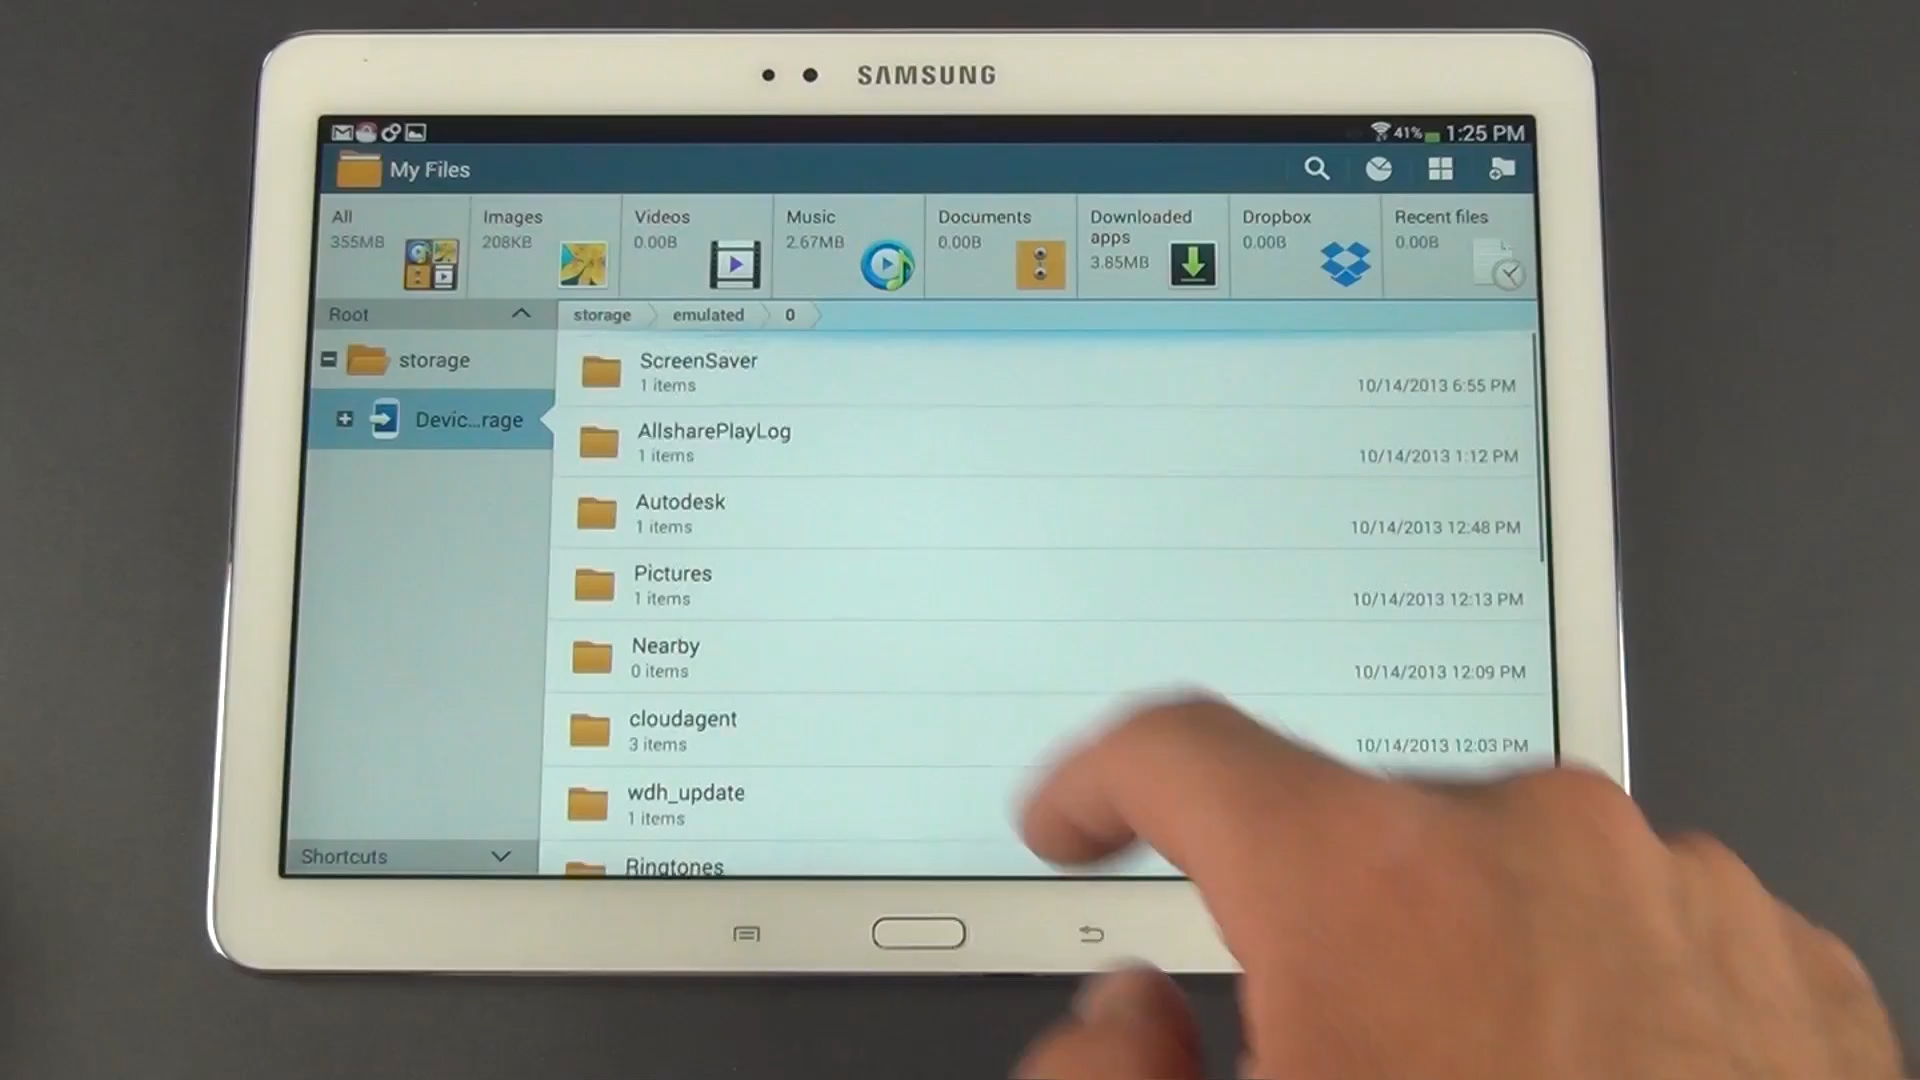 SAMSUNG
41% 1:25 PM
My Files
All
355MB
Images
208KB
Videos
0.00B
Music
2.67MB
Documents
0.00B
Downloaded
apps
3.85MB
Dropbox
0.00B
Recent files
0.00B
Root
storage
Devic...rage
Shortcuts
storage emulated 0
ScreenSaver
1 items
10/14/2013 6:55 PM
AllsharePlayLog
1 items
10/14/2013 1:12 PM
Autodesk
1 items
10/14/2013 12:48 PM
Pictures
1 items
10/14/2013 12:13 PM
Nearby
0 items
10/14/2013 12:09 PM
cloudagent
3 items
10/14/2013 12:03 PM
wdh_update
1 items
Ringtones